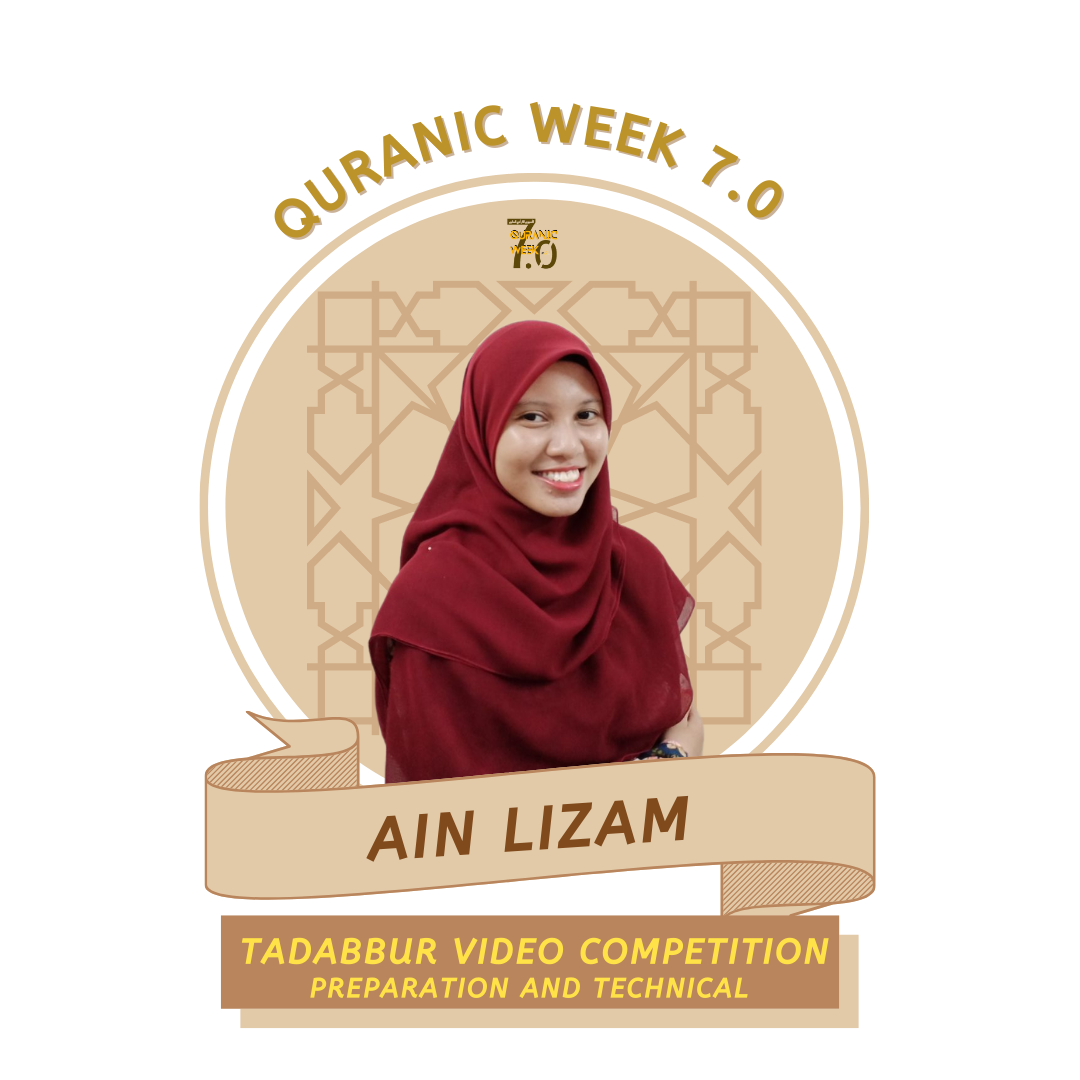 QURANIC WEEK 7.0
7.0
QURANIC
WEEK
AIN LIZAM
TADABBUR VIDEO COMPETITION
PREPARATION AND TECHNICAL